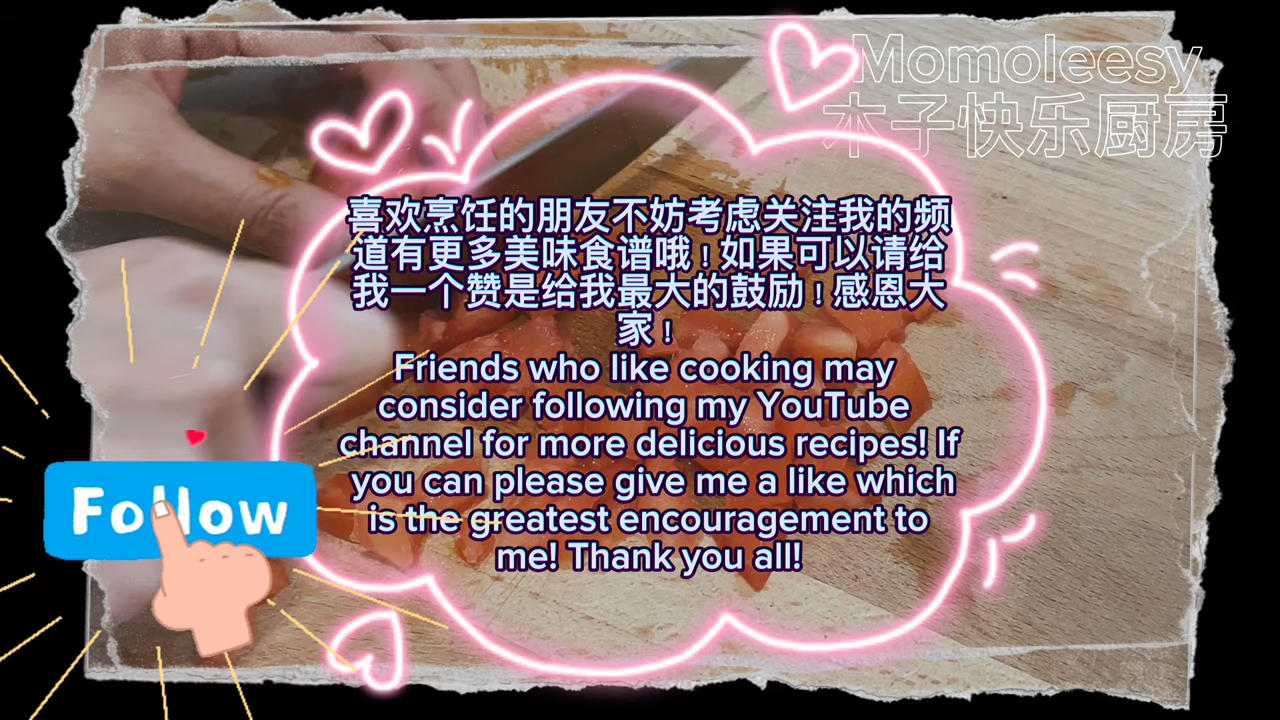 Momoleesy
木子快乐厨房
喜欢烹饪的朋友不妨考虑关注我的频
道有更多美味食谱哦!如果可以请给
我一个赞是给我最大的鼓励!感恩大
家!
Friends who like cooking may
consider following my YouTube
channel for more delicious recipes! If
you can please give me a like which
is the greatest encouragement to
me! Thank you all!
Follow